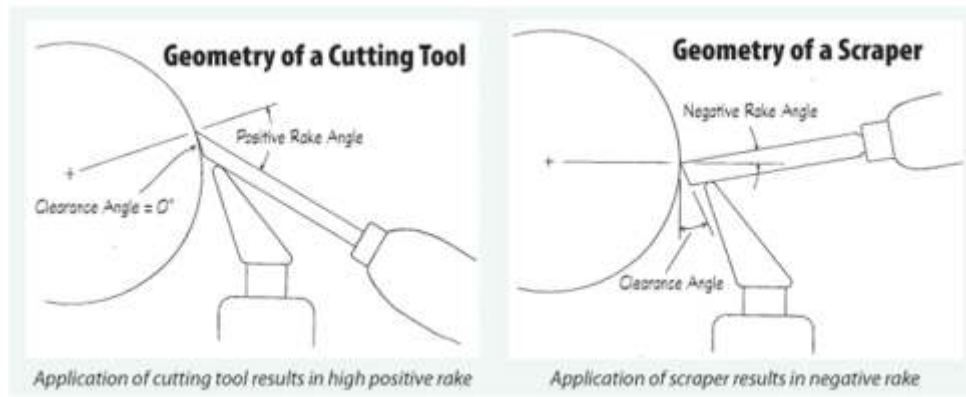 Geometry of a Cutting Tool
Positive Rake Angle
Clearance Angle = 0°
Application of cutting tool results in high positive rake
Geometry of a Scraper
Negative Rake Angle
Clearance Angle
Application of scraper results in negative rake